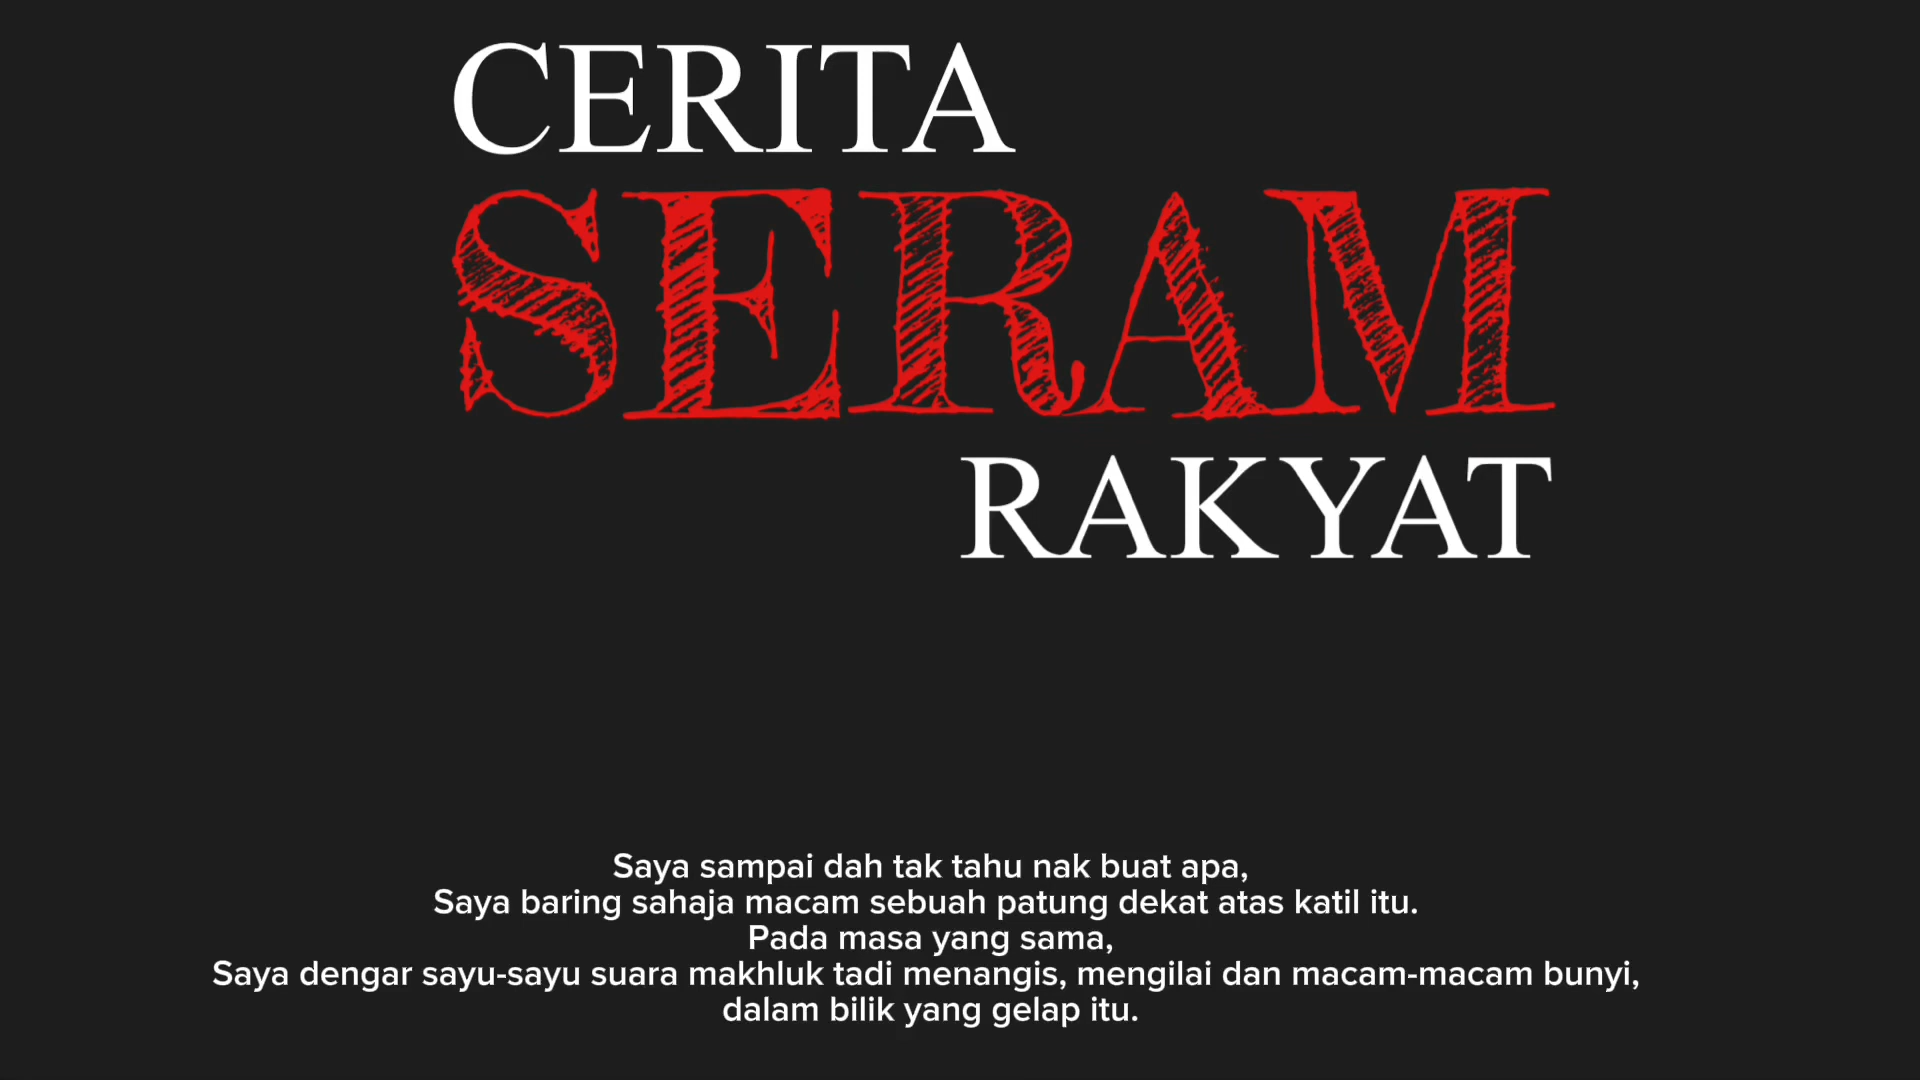 CERITA
SERAM
RAKYAT
Saya sampai dah tak tahu nak buat apa,
Saya baring sahaja macam sebuah patung dekat atas katil itu.
Pada masa yang sama,
Saya dengar sayu-sayu suara makhluk tadi menangis, mengilai dan macam-macam bunyi,
dalam bilik yang gelap itu.